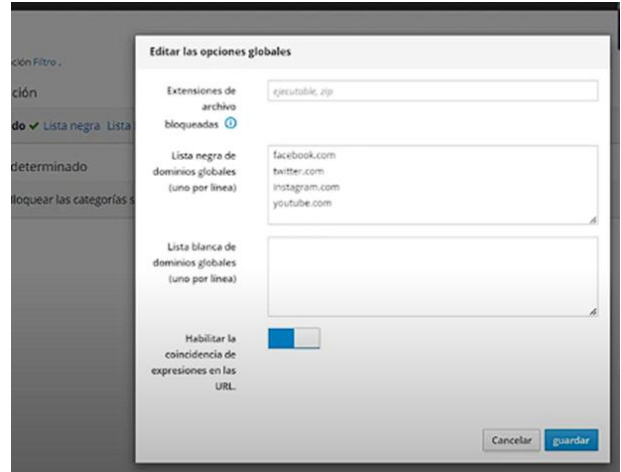 Editar las opciones globales
ción Filtro .
Extensiones de
archivo
bloqueadas
ejecutable, zip
ción
do ✔ Lista negra Lista
determinado
loquear las categorías s
Lista negra de
dominios globales
(uno por línea)
facebook.com
twitter.com
instagram.com
youtube.com
Lista blanca de
dominios globales
(uno por línea)
Habilitar la
coincidencia de
expresiones en las
URL.
Cancelar
guardar